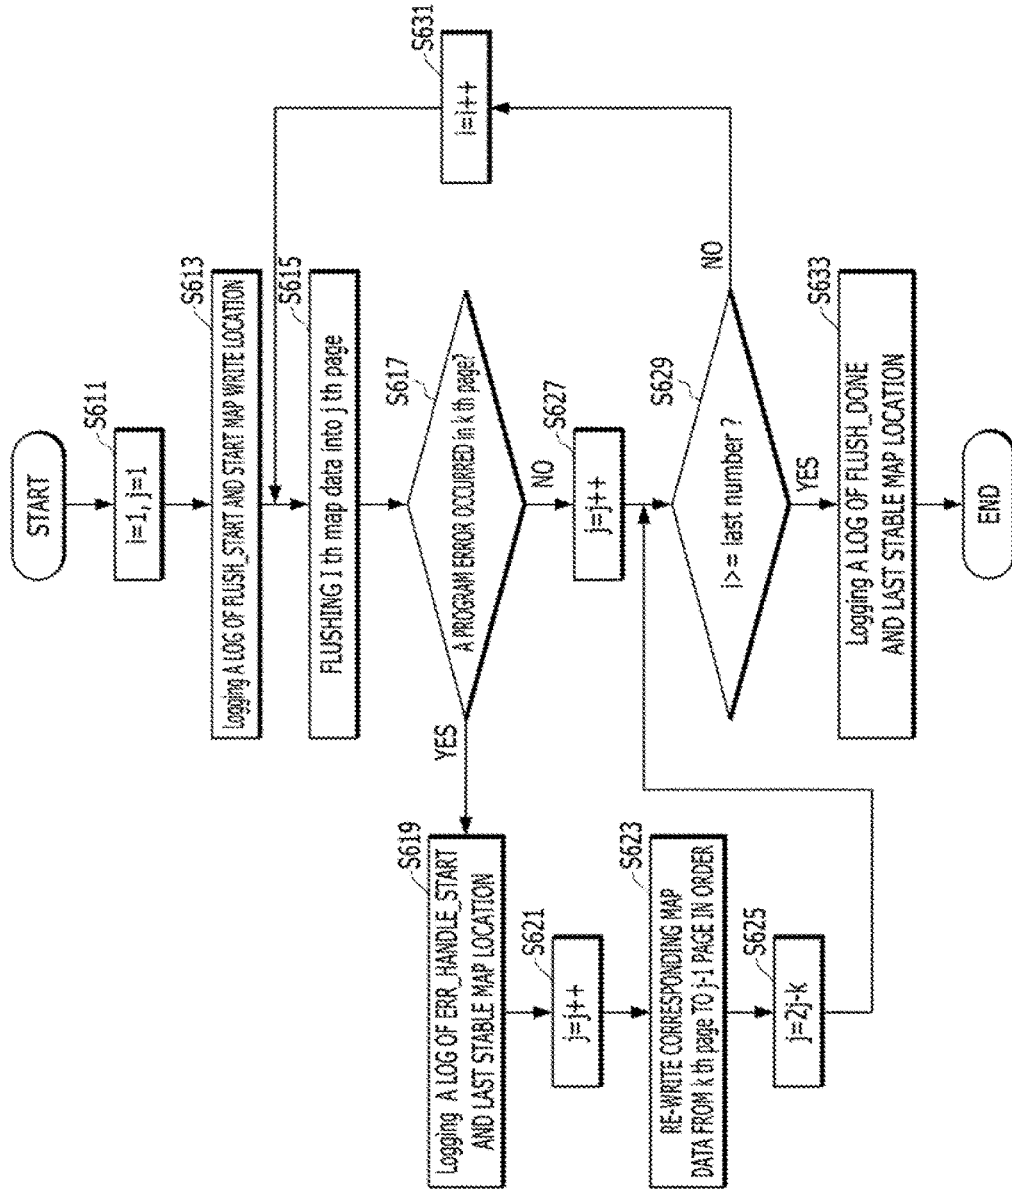 START
S611
i=1, j=1
S613
Logging A LOG OF FLUSH_START AND START MAP WRITE LOCATION
S615
FLUSHING I th map data into j th page
S617
A PROGRAM ERROR OCCURRED in k th page?
YES
NO
S619
Logging A LOG OF ERR_HANDLE_START
AND LAST STABLE MAP LOCATION
S621
j=j++
S623
RE-WRITE CORRESPONDING MAP
DATA FROM k th page TO j-1 PAGE IN ORDER
S625
j=2j-k
S627
j=j++
S629
i>= last number ?
NO
YES
S631
i=i++
S633
Logging A LOG OF FLUSH_DONE
AND LAST STABLE MAP LOCATION
END